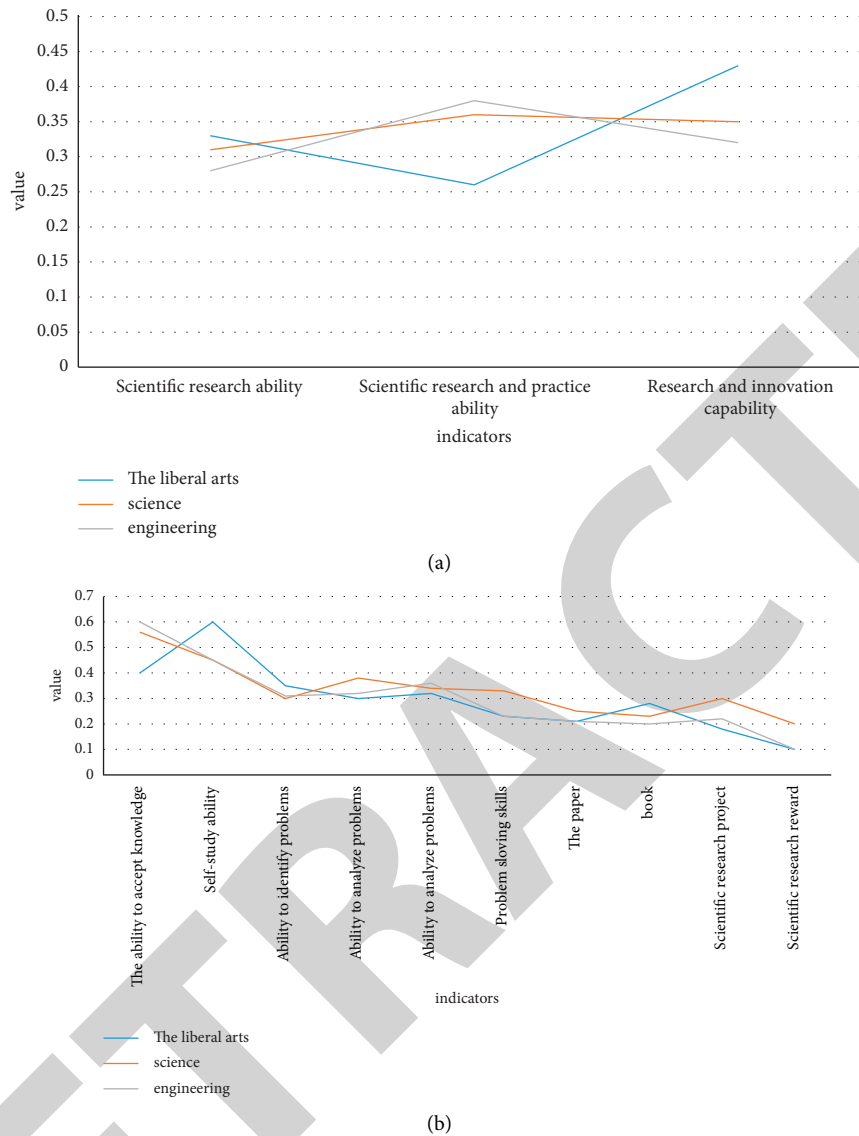 0.5
0.45
0.4
0.35
0.3
0.25
0.2
0.15
0.1
0.05
0
value
Scientific research ability
Scientific research and practice
ability
Research and innovation
capability
indicators
The liberal arts
science
engineering
(a)
0.7
0.6
0.5
0.4
0.3
0.2
0.1
0
value
The ability to accept knowledge
Self-study ability
Ability to identify problems
Ability to analyze problems
Ability to analyze problems
Problem sloving skills
The paper
book
Scientific research project
Scientific research reward
indicators
The liberal arts
science
engineering
(b)